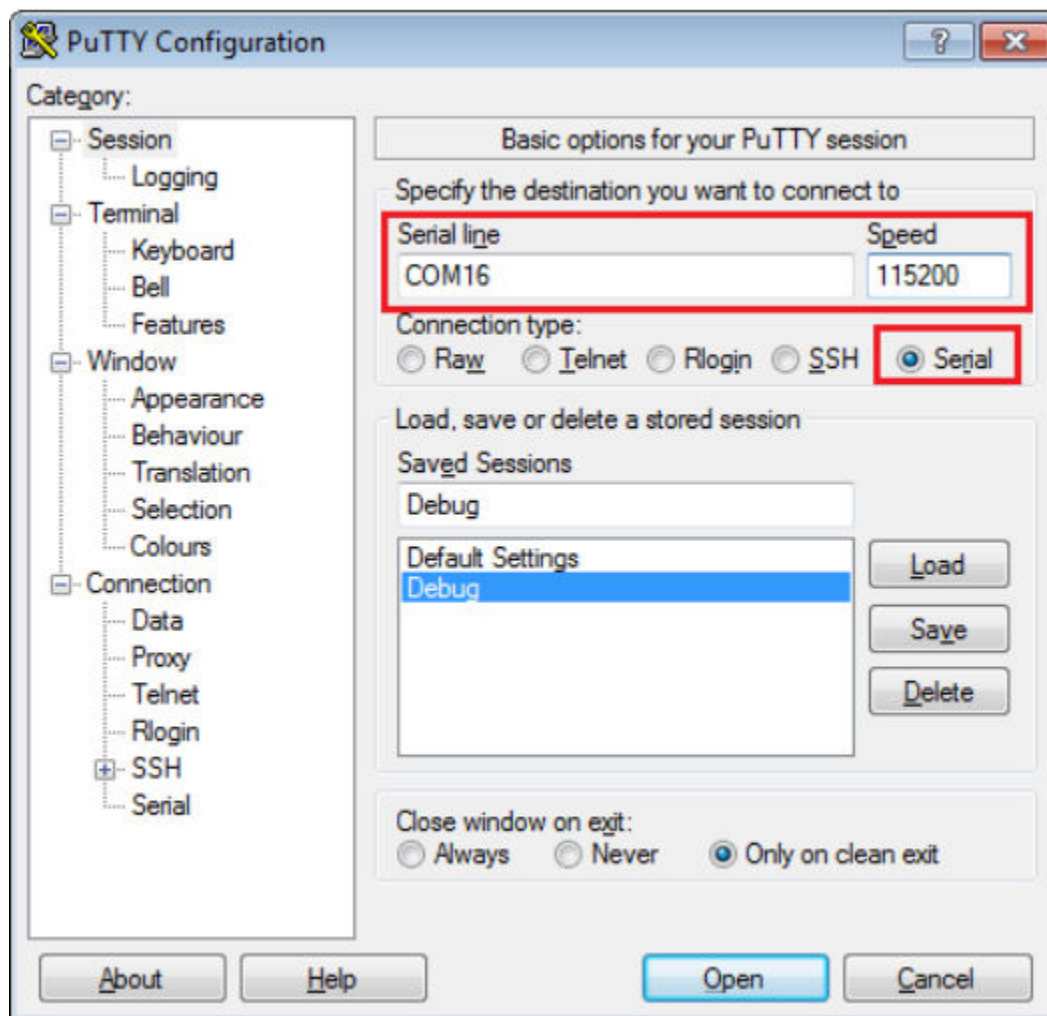 PuTTY Configuration
Category:
Session
Logging
Terminal
Keyboard
Bell
Features
Window
Appearance
Behaviour
Translation
Selection
Colours
Connection
Data
Proxy
Telnet
Rlogin
SSH
Serial
Basic options for your PuTTY session
Specify the destination you want to connect to
Serial line Speed
COM16 115200
Connection type:
Raw Telnet Rlogin SSH Serial
Load, save or delete a stored session
Saved Sessions
Debug
Default Settings
Debug
Load
Save
Delete
Close window on exit:
Always Never Only on clean exit
About Help Open Cancel